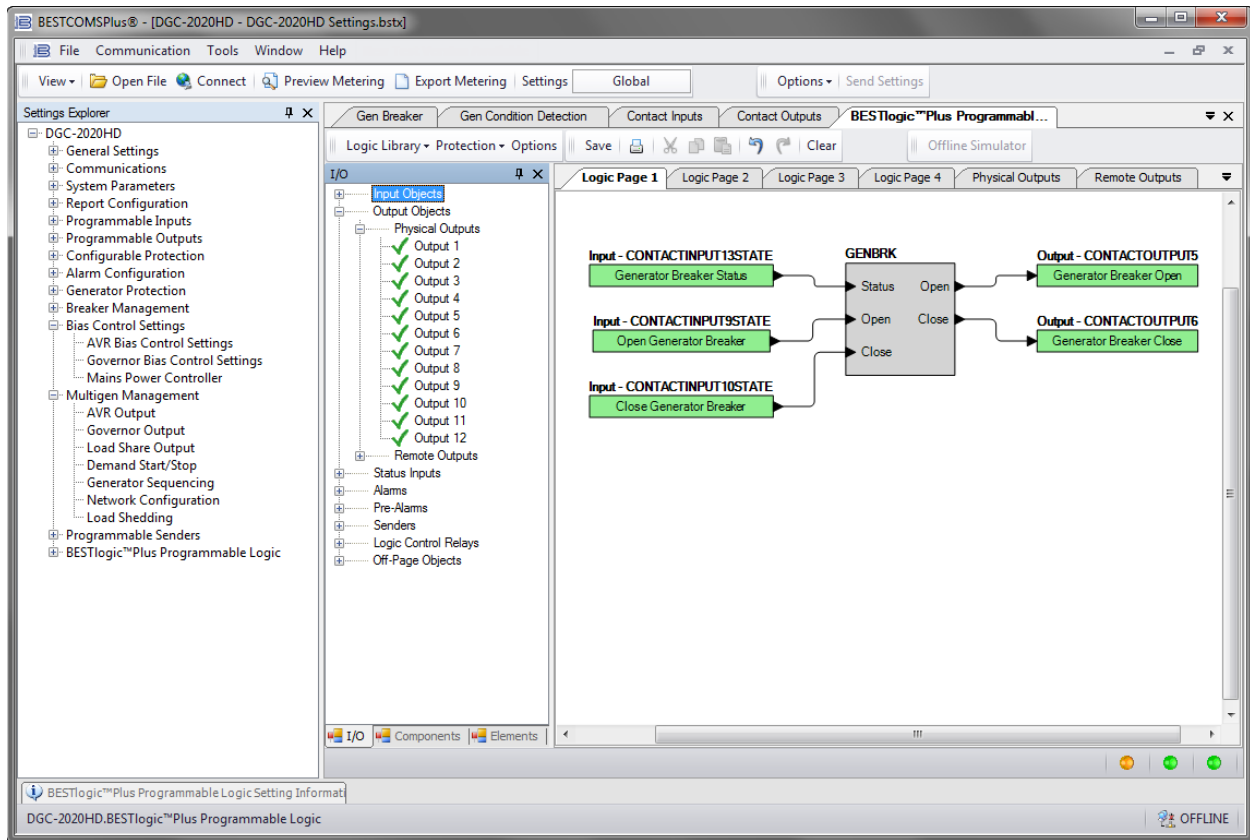 BESTCOMSPlus® - [DGC-2020HD - DGC-2020HD Settings.bstx]
File Communication Tools Window Help
View Open File Connect Preview Metering Export Metering Settings Global Options Send Settings
Settings Explorer
DGC-2020HD
General Settings
Communications
System Parameters
Report Configuration
Programmable Inputs
Programmable Outputs
Configurable Protection
Alarm Configuration
Generator Protection
Breaker Management
Bias Control Settings
AVR Bias Control Settings
Governor Bias Control Settings
Mains Power Controller
Multigen Management
AVR Output
Governor Output
Load Share Output
Demand Start/Stop
Generator Sequencing
Network Configuration
Load Shedding
Programmable Senders
BESTlogic™Plus Programmable Logic
Gen Breaker Gen Condition Detection Contact Inputs Contact Outputs BESTlogic™Plus Programmabl...
Logic Library Protection Options Save Clear Offline Simulator
I/O
Input Objects
Output Objects
Physical Outputs
Output 1
Output 2
Output 3
Output 4
Output 5
Output 6
Output 7
Output 8
Output 9
Output 10
Output 11
Output 12
Remote Outputs
Status Inputs
Alarms
Pre-Alarms
Senders
Logic Control Relays
Off-Page Objects
I/O Components Elements
Logic Page 1 Logic Page 2 Logic Page 3 Logic Page 4 Physical Outputs Remote Outputs
Input - CONTACTINPUT13STATE
Generator Breaker Status
Input - CONTACTINPUT9STATE
Open Generator Breaker
Input - CONTACTINPUT10STATE
Close Generator Breaker
GENBRK
Status Open
Open Close
Close
Output - CONTACTOUTPUT5
Generator Breaker Open
Output - CONTACTOUTPUT6
Generator Breaker Close
BESTlogic™Plus Programmable Logic Setting Informati
DGC-2020HD.BESTlogic™Plus Programmable Logic
OFFLINE